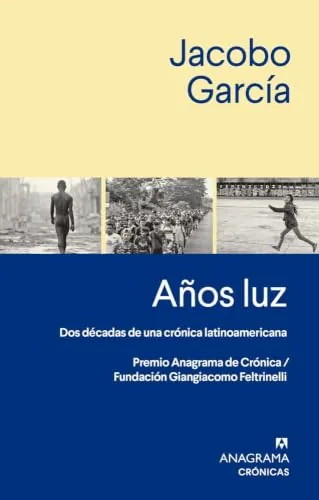 Jacobo
García
Años luz
Dos décadas de una crónica latinoamericana
Premio Anagrama de Crónica /
Fundación Giangiacomo Feltrinelli
ANAGRAMA
CRÓNICAS